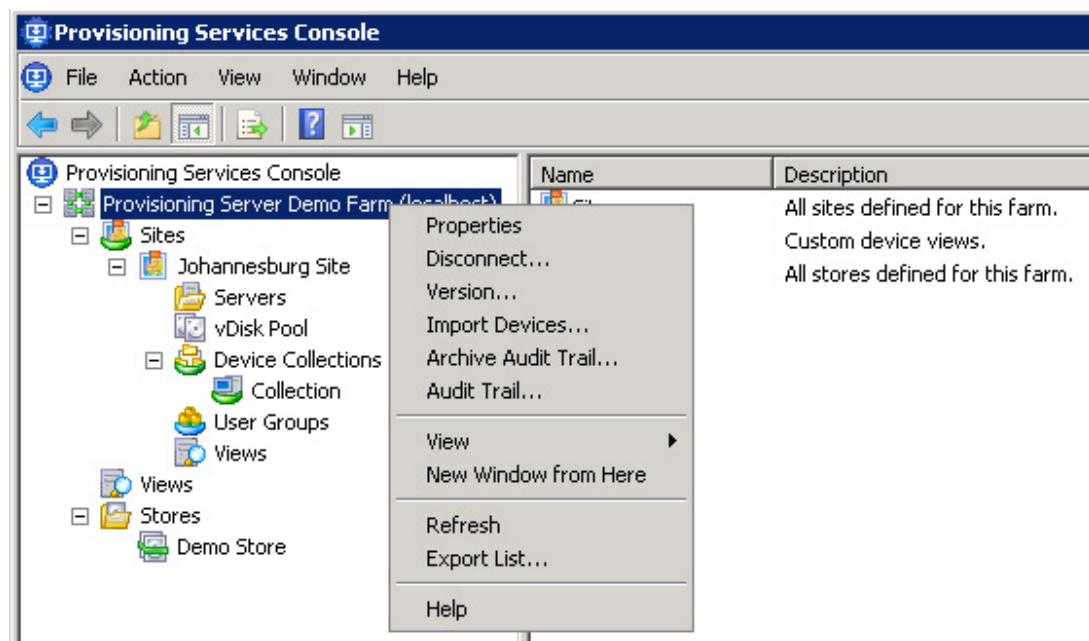 Provisioning Services Console
File Action View Window Help
Provisioning Services Console
Provisioning Server Demo Farm (localhost)
Sites
Johannesburg Site
Servers
vDisk Pool
Device Collections
Collection
User Groups
Views
Views
Stores
Demo Store
Name Description
All sites defined for this farm.
Custom device views.
All stores defined for this farm.
Properties
Disconnect...
Version...
Import Devices...
Archive Audit Trail...
Audit Trail...
View
New Window from Here
Refresh
Export List...
Help